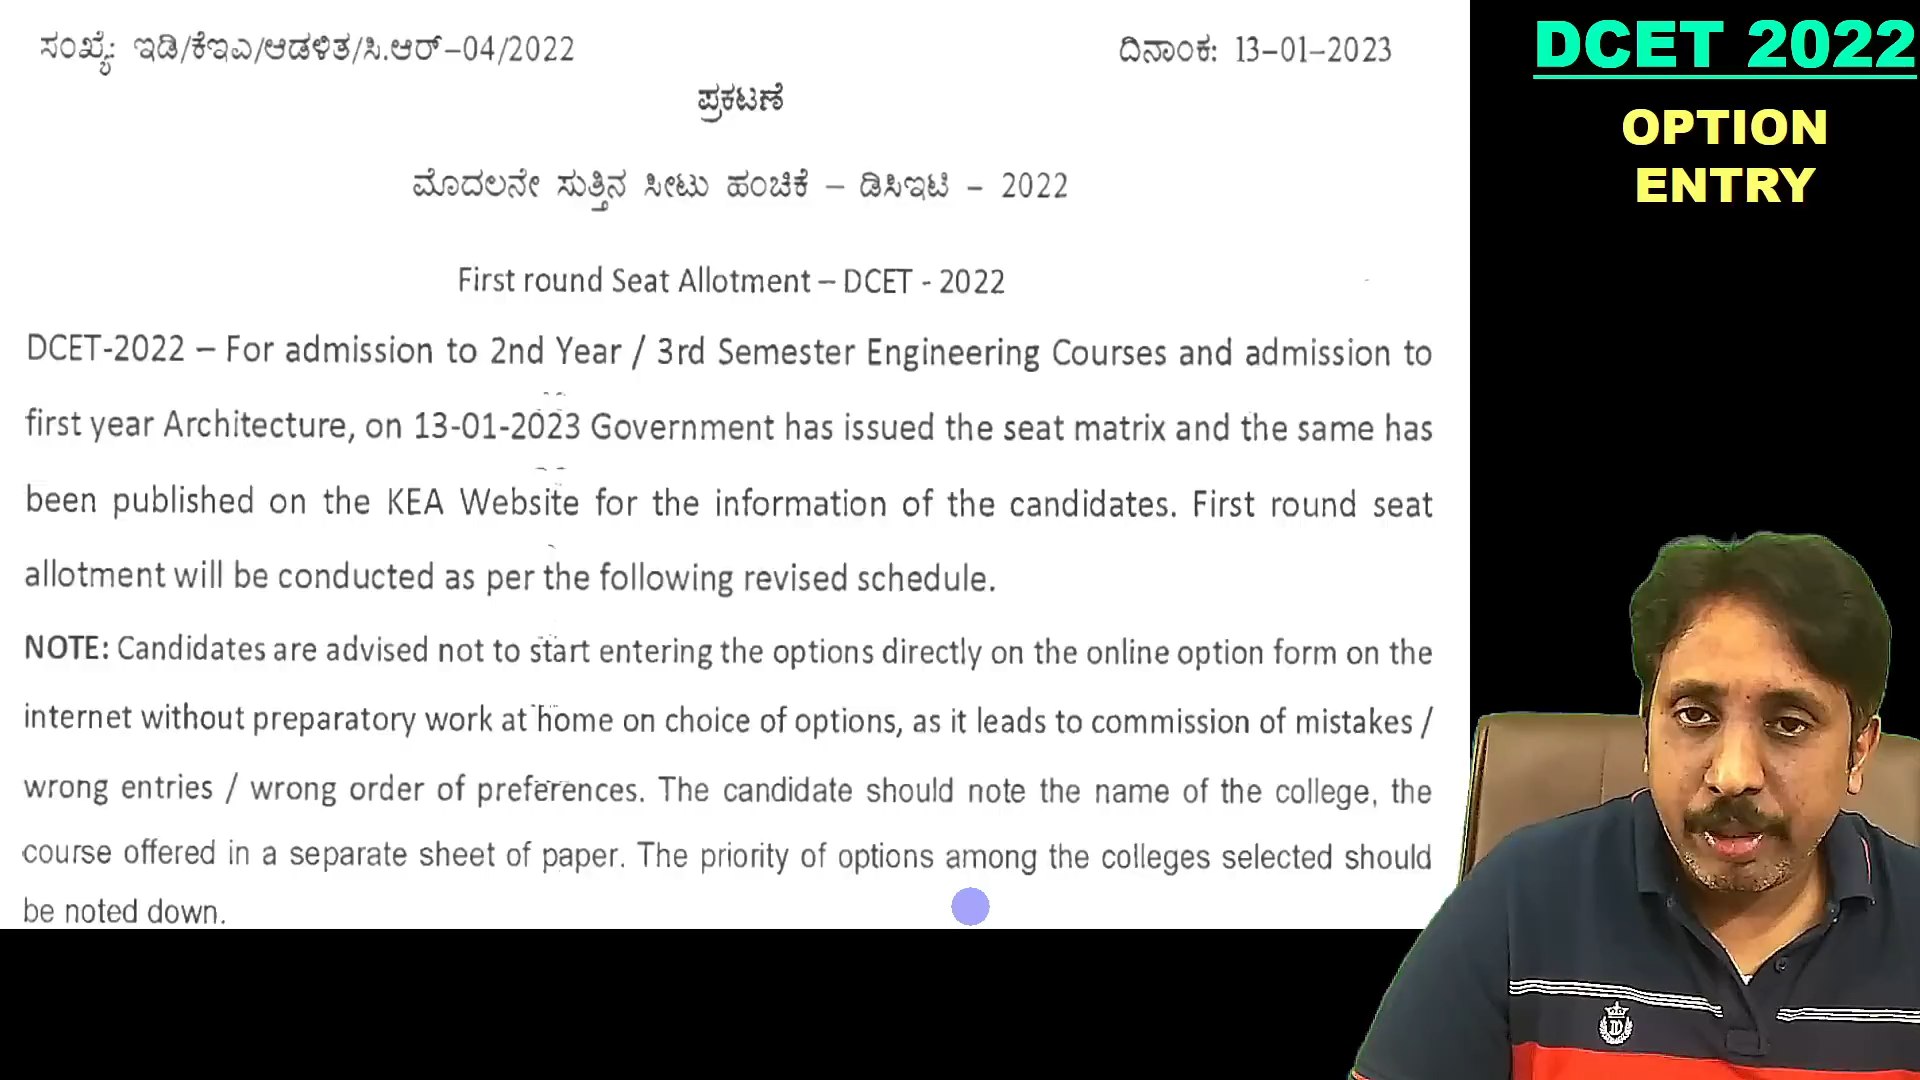 ಸಂಖ್ಯೆ: ಇಡಿ/ಕೆಇಎ/ಆಡಳಿತ/ಸಿ.ಆರ್-04/2022
ದಿನಾಂಕ: 13-01-2023
ಪ್ರಕಟಣೆ
ಮೊದಲನೇ ಸುತ್ತಿನ ಸೀಟು ಹಂಚಿಕೆ – ಡಿಸಿಇಟಿ - 2022
First round Seat Allotment – DCET - 2022
DCET-2022 – For admission to 2nd Year / 3rd Semester Engineering Courses and admission to
first year Architecture, on 13-01-2023 Government has issued the seat matrix and the same has
been published on the KEA Website for the information of the candidates. First round seat
allotment will be conducted as per the following revised schedule.
NOTE: Candidates are advised not to start entering the options directly on the online option form on the
internet without preparatory work at home on choice of options, as it leads to commission of mistakes /
wrong entries / wrong order of preferences. The candidate should note the name of the college, the
course offered in a separate sheet of paper. The priority of options among the colleges selected should
be noted down.
DCET 2022
OPTION
ENTRY